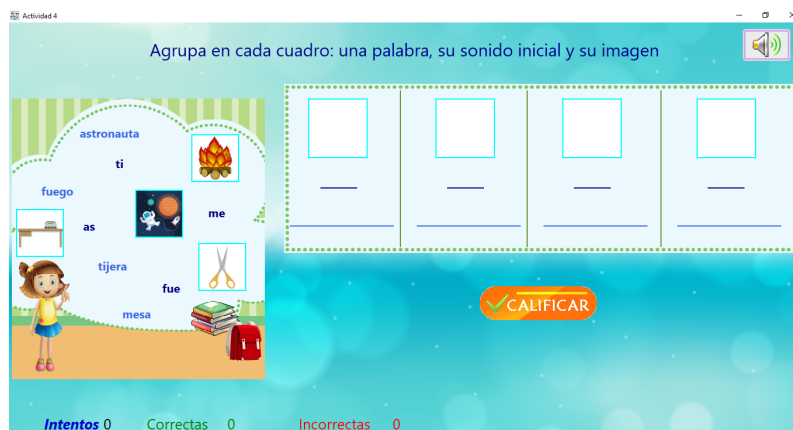 Actividad 4
Agrupa en cada cuadro: una palabra, su sonido inicial y su imagen
astronauta
ti
fuego
me
as
tijera
fue
mesa
CALIFICAR
Intentos 0 Correctas 0 Incorrectas 0